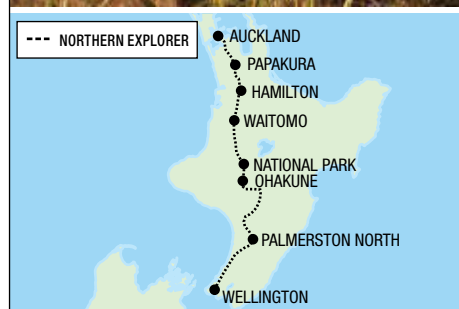 --- NORTHERN EXPLORER
AUCKLAND
PAPAKURA
HAMILTON
WAITOMO
NATIONAL PARK
OHAKUNE
PALMERSTON NORTH
WELLINGTON